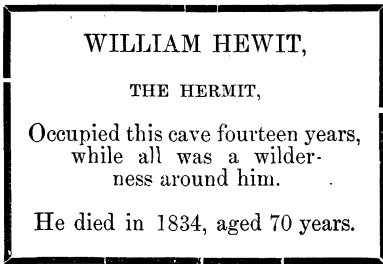 WILLIAM HEWIT,
THE HERMIT,
Occupied this cave fourteen years,
while all was a wilder-
ness around him.
He died in 1834, aged 70 years.